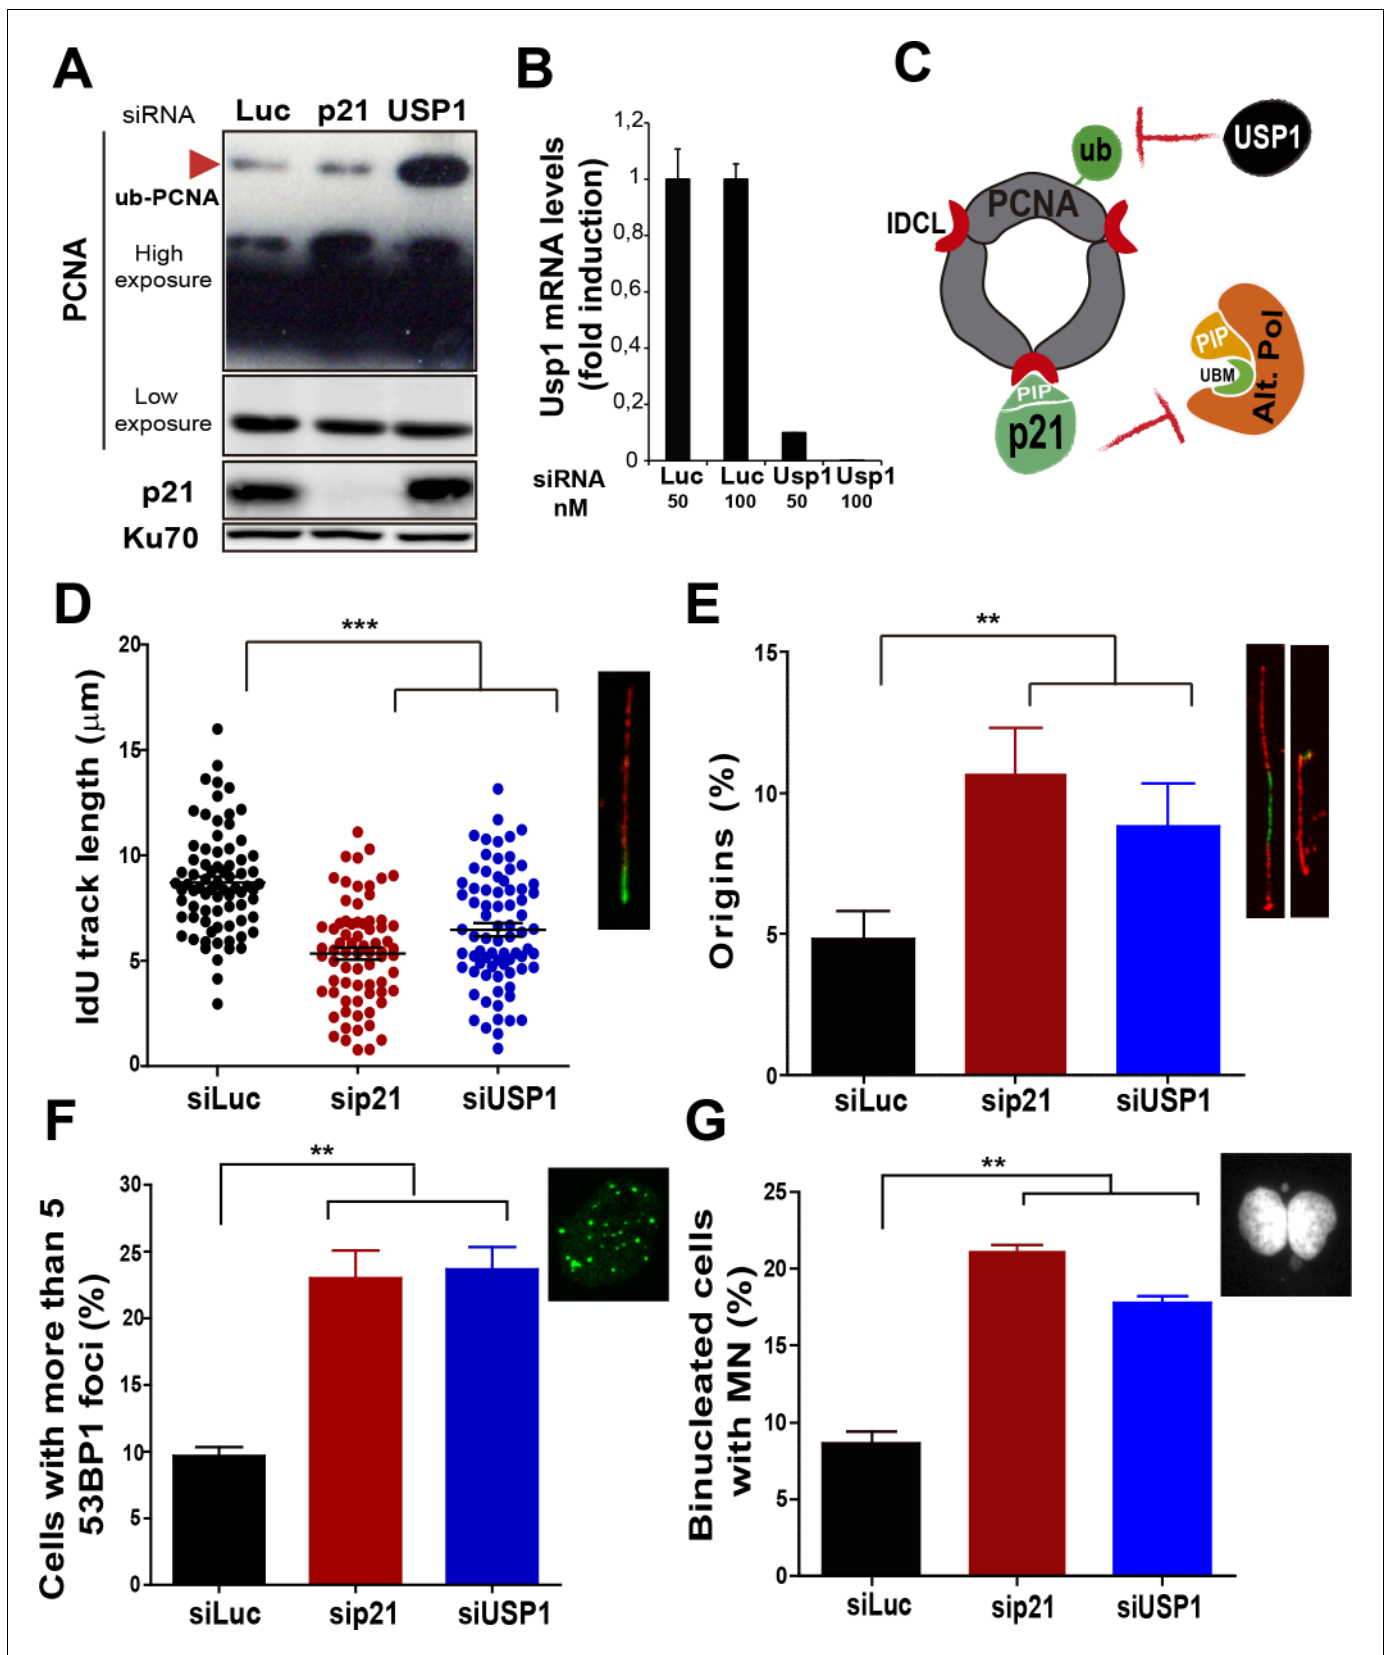 A
siRNA Luc p21 USP1
PCNA
ub-PCNA
High
exposure
Low
exposure
p21
Ku70
B
Usp1 mRNA levels
(fold induction)
1,2
1
0,8
0,6
0,4
0,2
0
siRNA Luc Luc Usp1 Usp1
nM 50 100 50 100
C
USP1
ub
PCNA
IDCL
PIP
p21
PIP
UBM
Alt. Pol
D
***
IdU track length (μm)
20
15
10
5
0
siLuc sip21 siUSP1
E
**
Origins (%)
15
10
5
0
siLuc sip21 siUSP1
F
**
Cells with more than 5
53BP1 foci (%)
30
25
20
15
10
5
0
siLuc sip21 siUSP1
G
**
Binucleated cells
with MN (%)
25
20
15
10
5
0
siLuc sip21 siUSP1